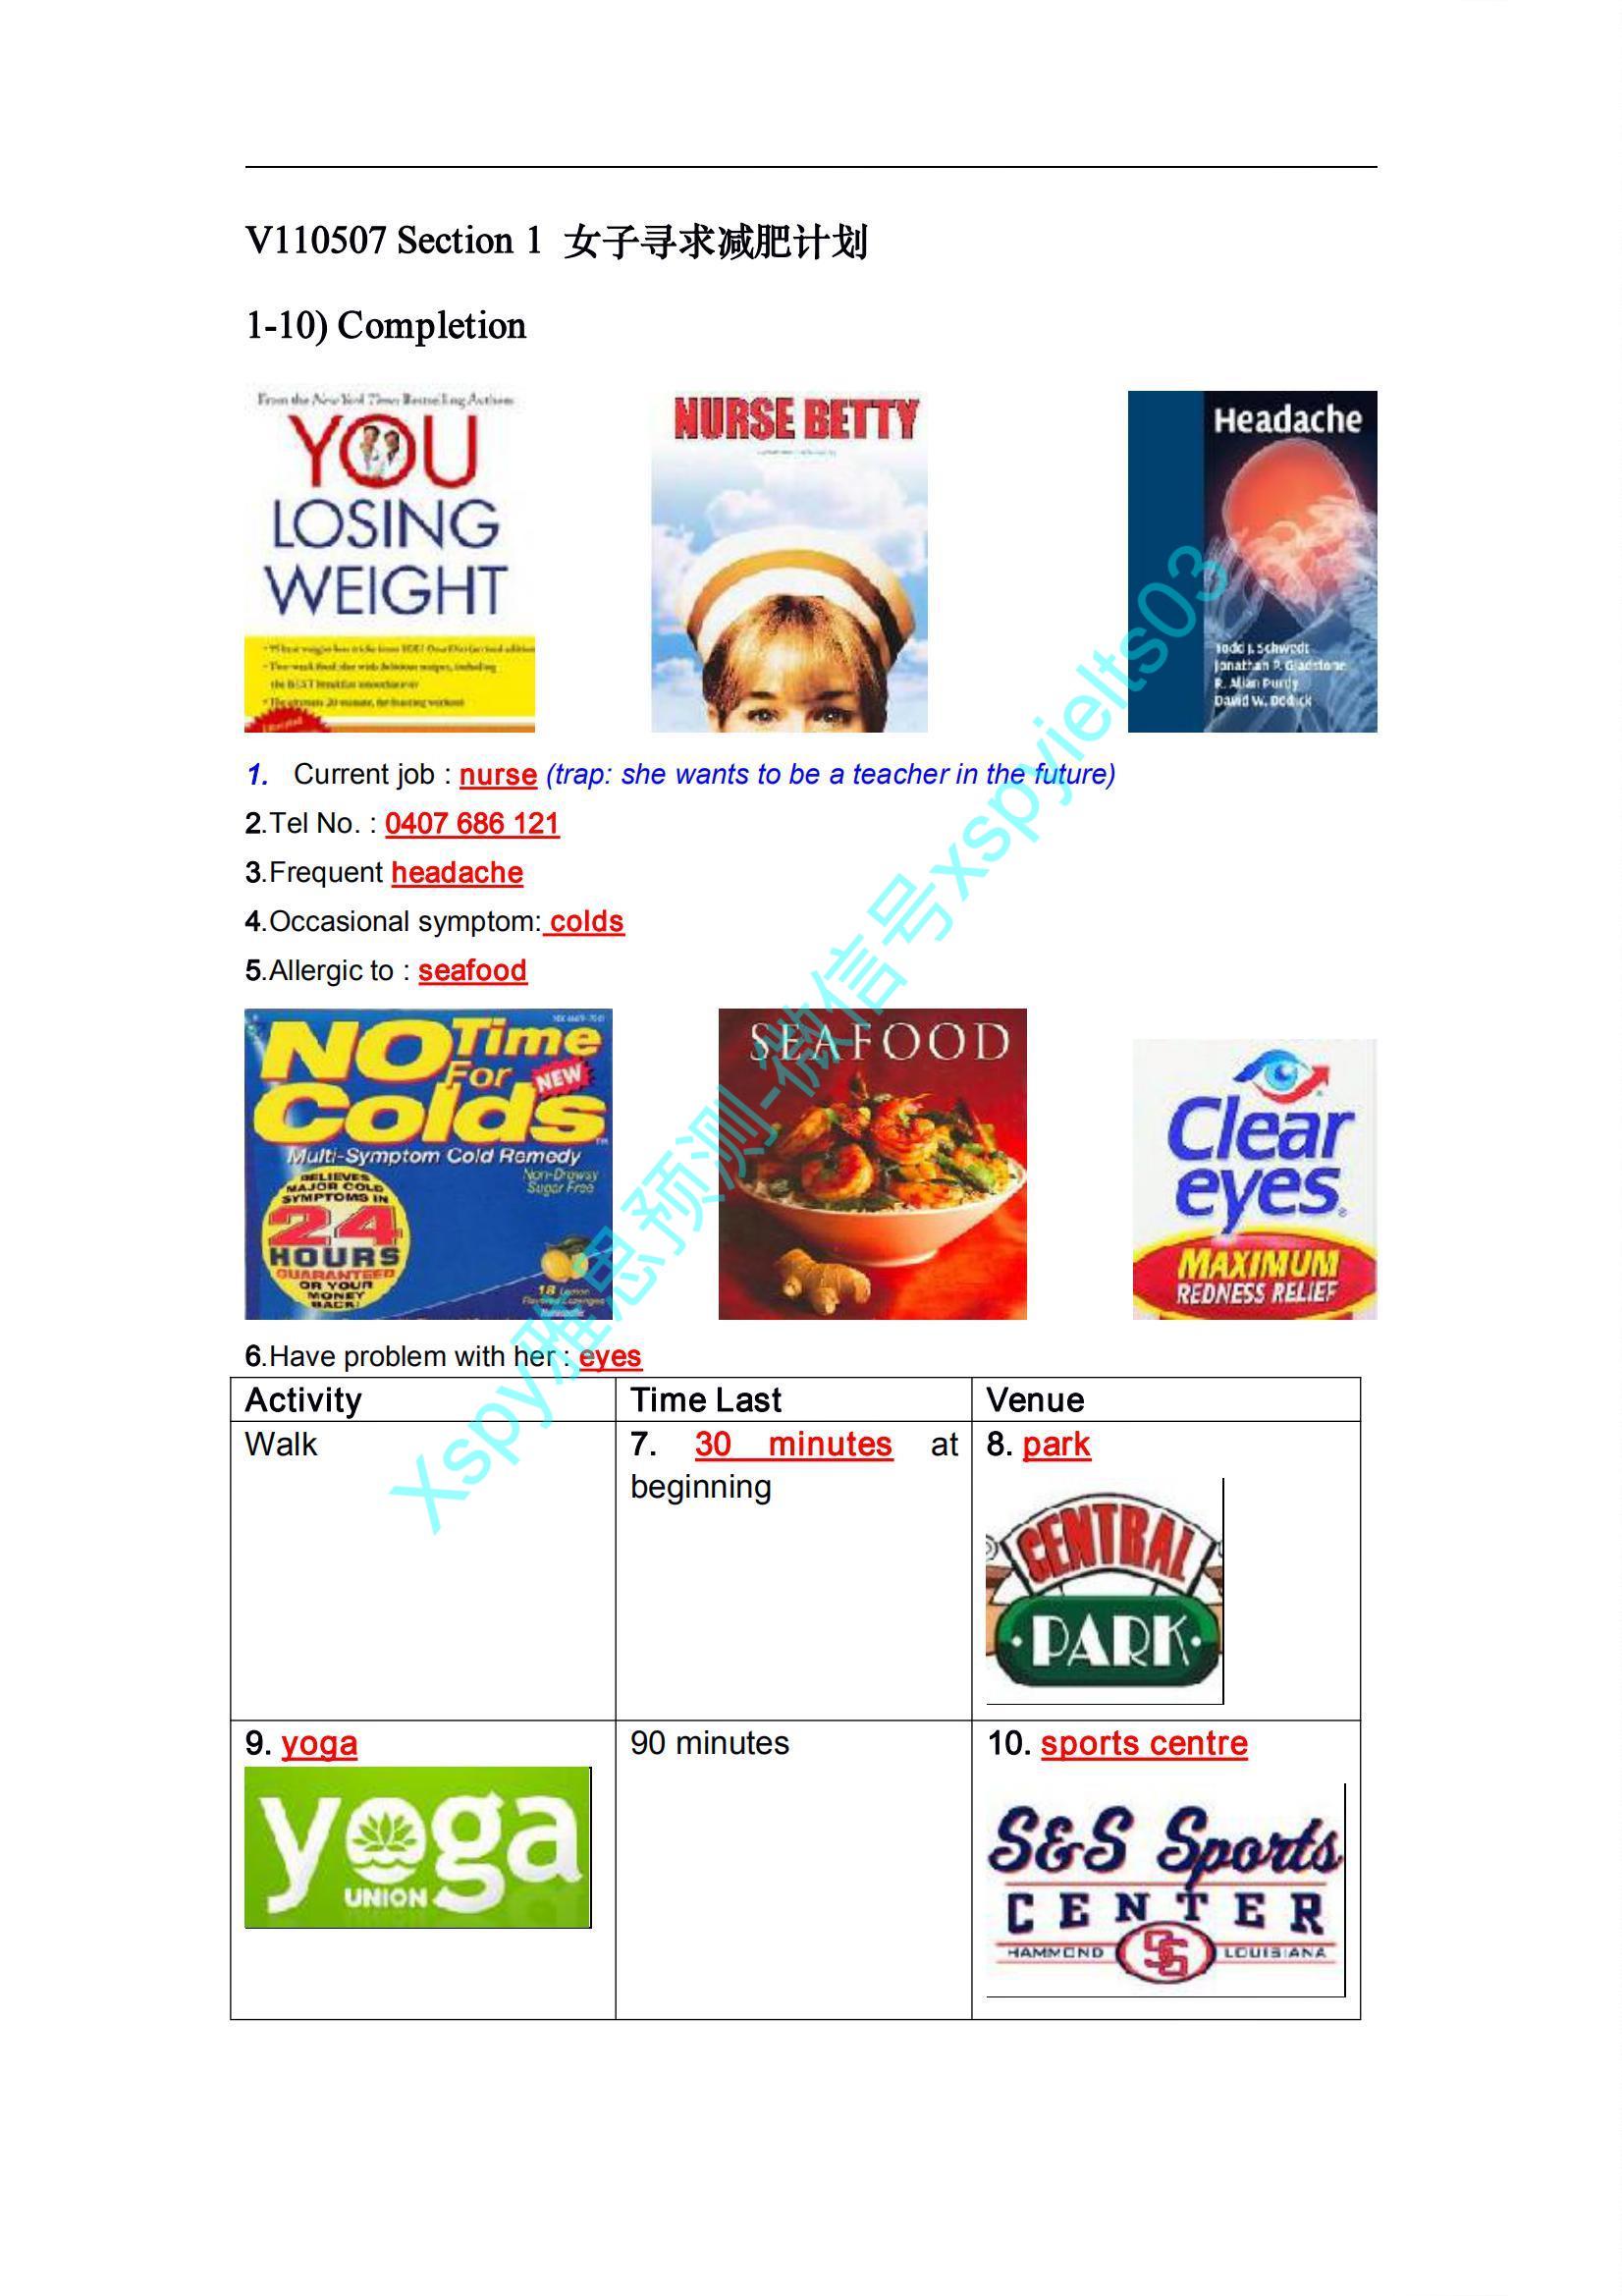 V110507 Section 1 女子寻求减肥计划
1-10) Completion
From the New York Times Bestselling Authors
YOU
LOSING
WEIGHT
NURSE BETTY
Headache
Todd J. Schwedt
Jonathan P. Gladstone
R. Allan Purdy
David W. Dodick
1. Current job : nurse (trap: she wants to be a teacher in the future)
2.Tel No. : 0407 686 121
3.Frequent headache
4.Occasional symptom: colds
5.Allergic to : seafood
NO Time
For
NEW
Colds
Multi-Symptom Cold Remedy
Non-Drowsy
Sugar Free
RELIEVES
MAJOR COLD
SYMPTOMS IN
24
HOURS
GUARANTEED
OR YOUR
MONEY
BACK!
18 Lemon
Flavored Lozenges
SEAFOOD
Clear
eyes
MAXIMUM
REDNESS RELIEF
6.Have problem with her : eyes
Activity Time Last Venue
Walk 7. 30 minutes at 8. park
beginning
CENTRAL
PARK
9. yoga 90 minutes 10. sports centre
yoga
UNION
S&S Sports
CENTER
HAMMOND LOUISIANA
Xspy雅思预测-微信号xspyielts03